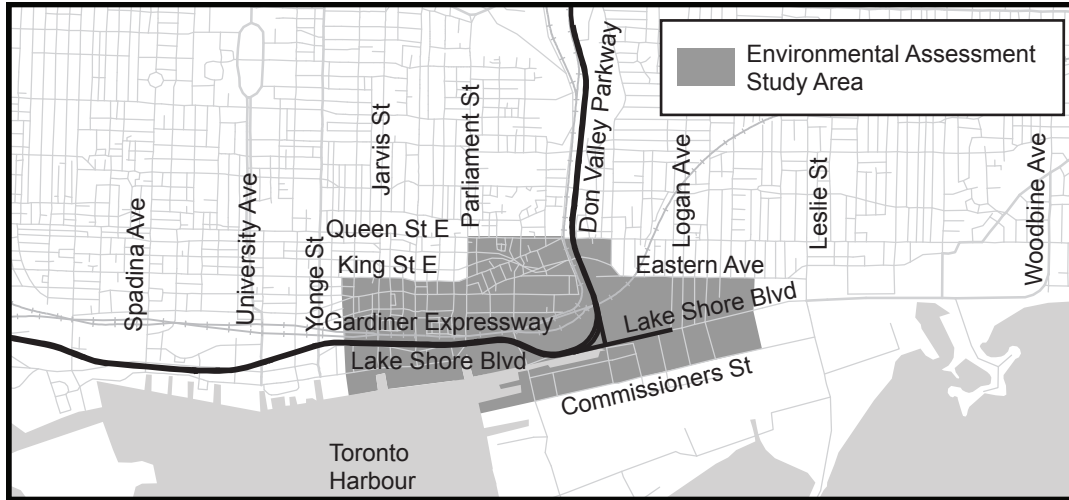 Environmental Assessment
Study Area
Spadina Ave
University Ave
Yonge St
Jarvis St
Parliament St
Don Valley Parkway
Logan Ave
Leslie St
Woodbine Ave
Queen St E
King St E
Eastern Ave
Gardiner Expressway
Lake Shore Blvd
Lake Shore Blvd
Commissioners St
Toronto
Harbour